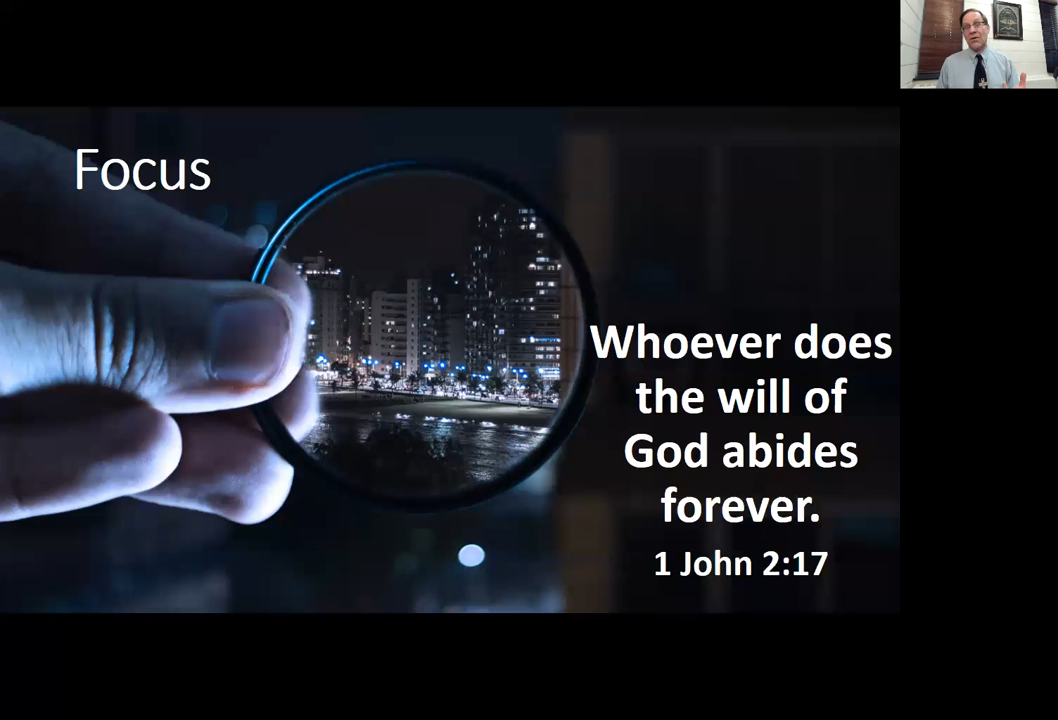 Focus
Whoever does
the will of
God abides
forever.
1 John 2:17